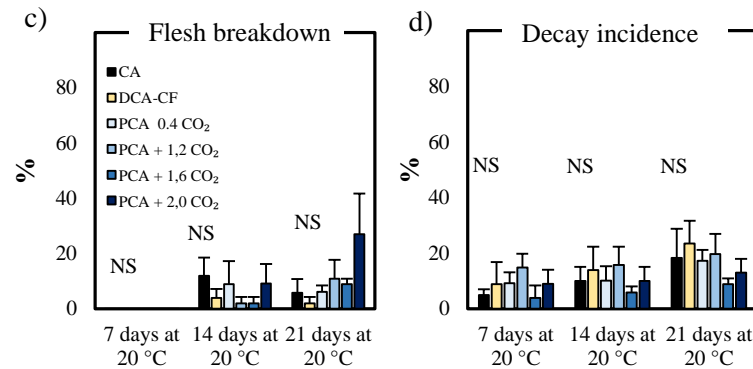 c)
Flesh breakdown
%
80
60
40
20
0
CA
DCA-CF
PCA 0.4 CO₂
PCA + 1,2 CO₂
PCA + 1,6 CO₂
PCA + 2,0 CO₂
NS
NS
NS
7 days at
20 °C
14 days at
20 °C
21 days at
20 °C
d)
Decay incidence
%
80
60
40
20
0
NS
NS
NS
7 days at
20 °C
14 days at
20 °C
21 days at
20 °C